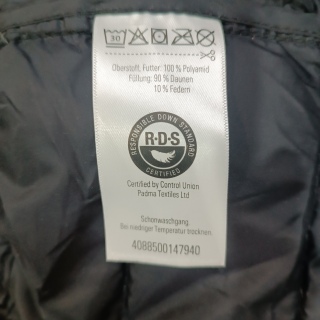 30
Oberstoff, Futter: 100 % Polyamid
Füllung: 90 % Daunen
10 % Federn
RESPONSIBLE DOWN STANDARD
R·D·S
CERTIFIED
Certified by Control Union
Padma Textiles Ltd
Schonwaschgang.
Bei niedriger Temperatur trocknen.
4088500147940